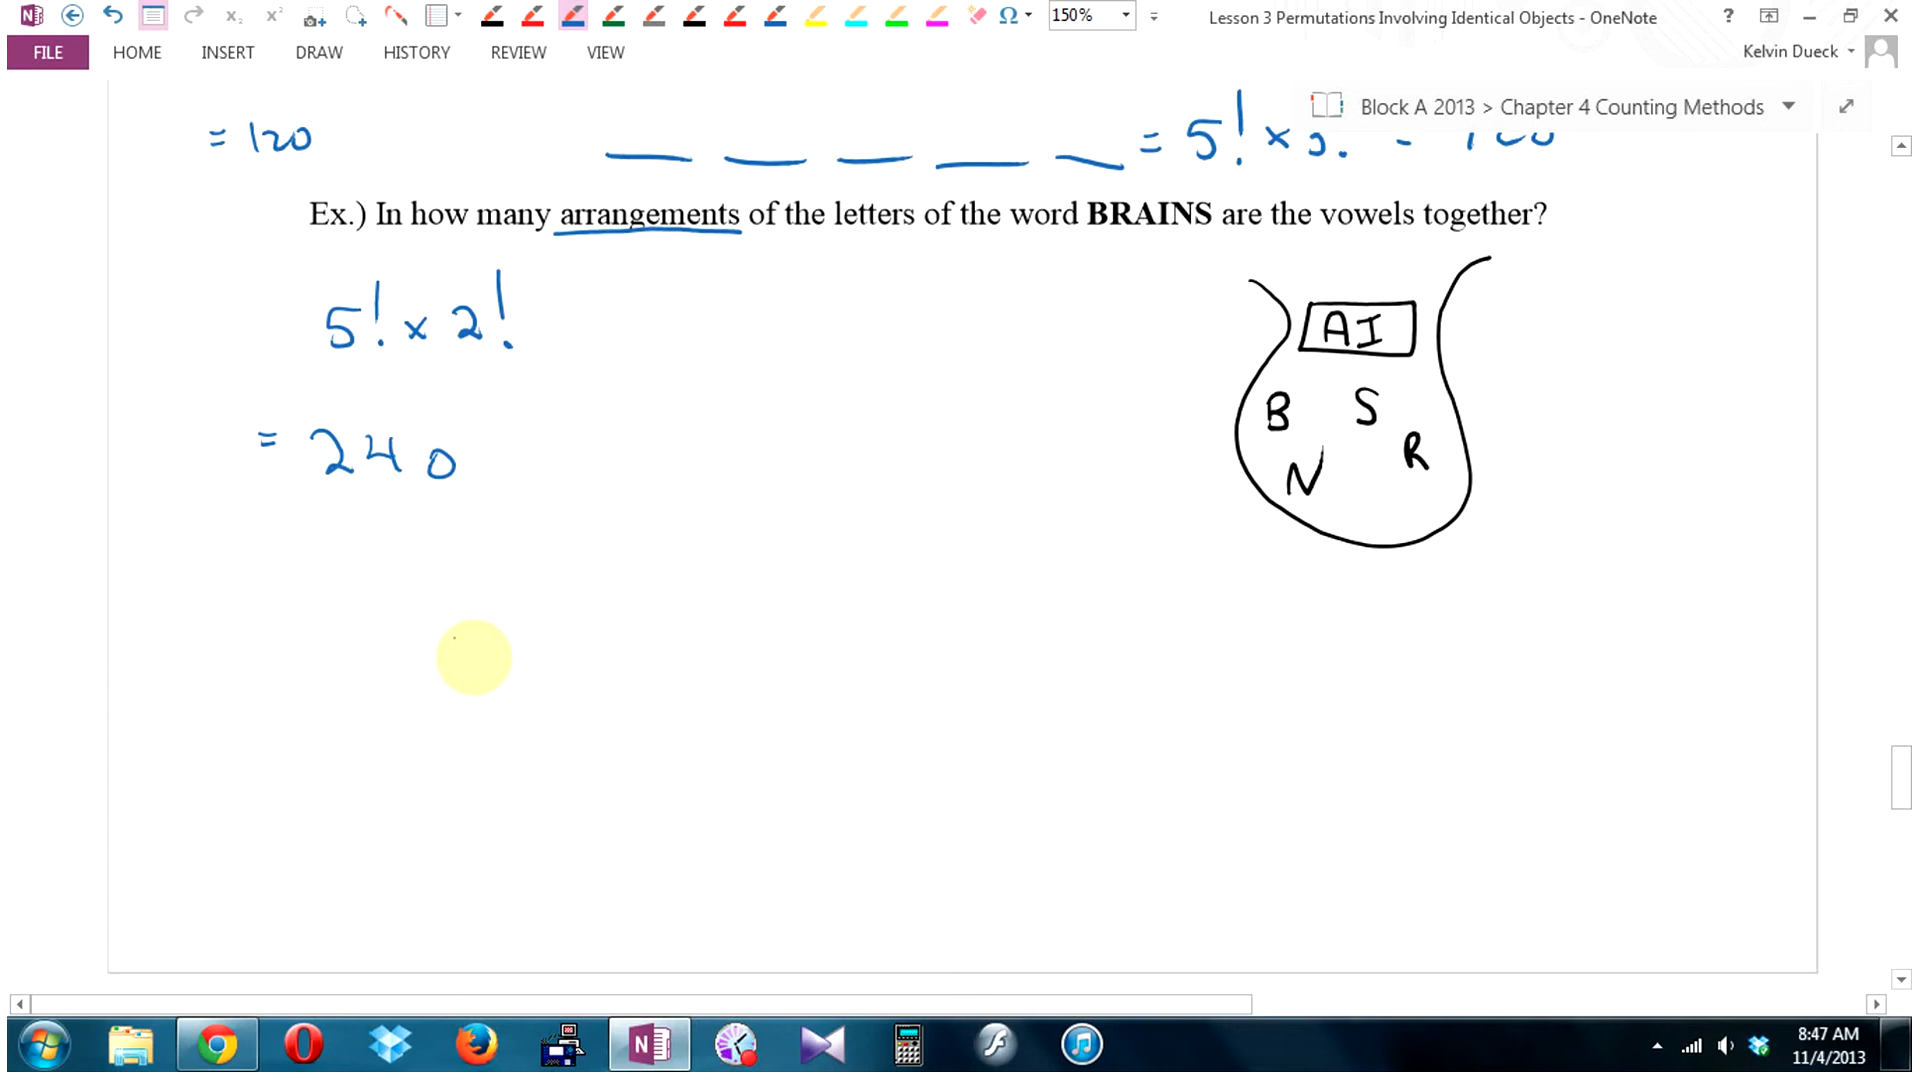 150%
Lesson 3 Permutations Involving Identical Objects - OneNote
FILE HOME INSERT DRAW HISTORY REVIEW VIEW
Kelvin Dueck
Block A 2013 > Chapter 4 Counting Methods
= 120
= 5! ×
Ex.) In how many arrangements of the letters of the word BRAINS are the vowels together?
5! × 2!
AI
B S
R
N
= 240
8:47 AM
11/4/2013